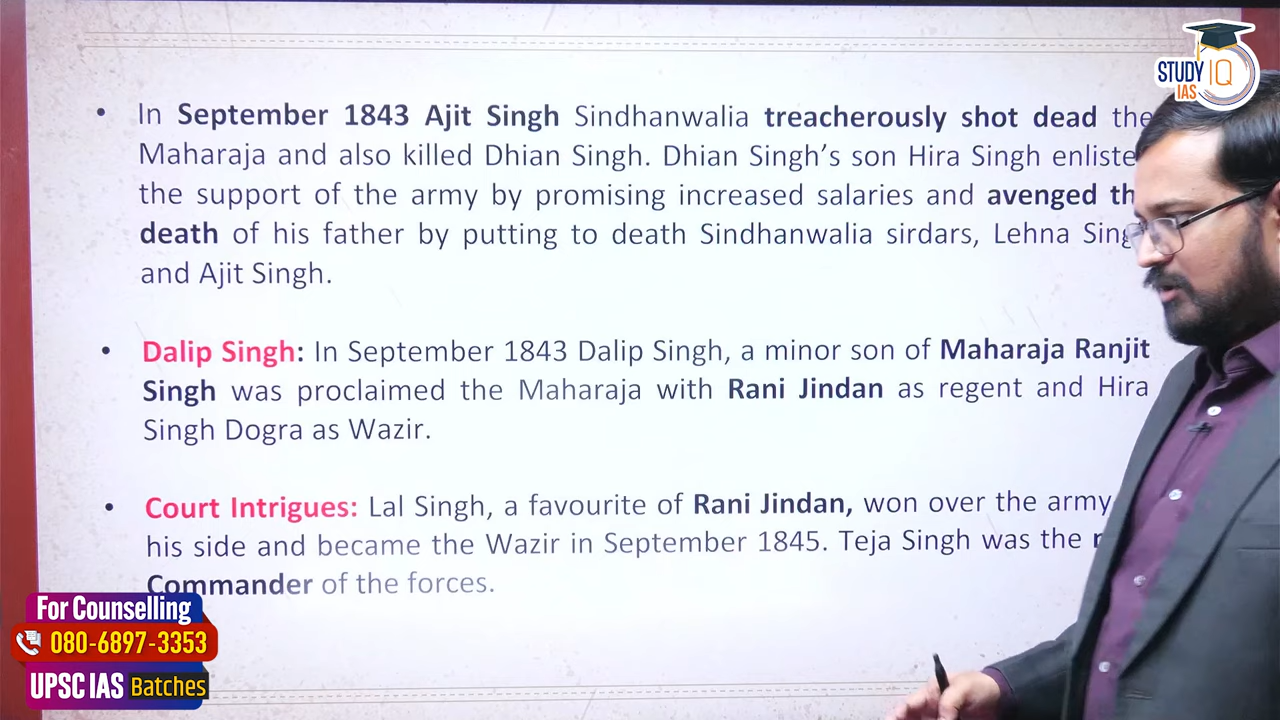 STUDY IQ
IAS
• In September 1843 Ajit Singh Sindhanwalia treacherously shot dead the
Maharaja and also killed Dhian Singh. Dhian Singh’s son Hira Singh enliste
the support of the army by promising increased salaries and avenged th
death of his father by putting to death Sindhanwalia sirdars, Lehna Sing
and Ajit Singh.
• Dalip Singh: In September 1843 Dalip Singh, a minor son of Maharaja Ranjit
Singh was proclaimed the Maharaja with Rani Jindan as regent and Hira
Singh Dogra as Wazir.
• Court Intrigues: Lal Singh, a favourite of Rani Jindan, won over the army
his side and became the Wazir in September 1845. Teja Singh was the
Commander of the forces.
For Counselling
080-6897-3353
UPSC IAS Batches